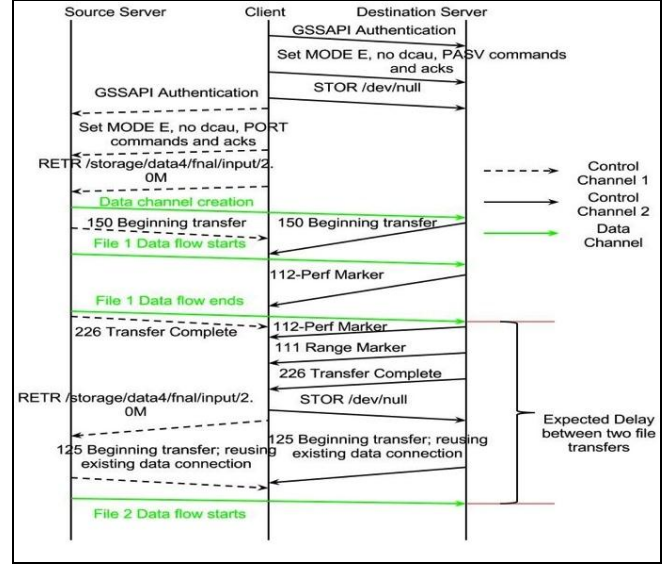 Source Server Client Destination Server
GSSAPI Authentication
Set MODE E, no dcau, PASV commands
and acks
STOR /dev/null
GSSAPI Authentication
Set MODE E, no dcau, PORT
commands and acks
RETR /storage/data4/fnal/input/2.
0M
Data channel creation
150 Beginning transfer
150 Beginning transfer
File 1 Data flow starts
112-Perf Marker
File 1 Data flow ends
226 Transfer Complete
112-Perf Marker
111 Range Marker
226 Transfer Complete
RETR /storage/data4/fnal/input/2.
0M
STOR /dev/null
125 Beginning transfer; reusing
existing data connection
125 Beginning transfer; reusing
existing data connection
File 2 Data flow starts
Control
Channel 1
Control
Channel 2
Data
Channel
Expected Delay
between two file
transfers